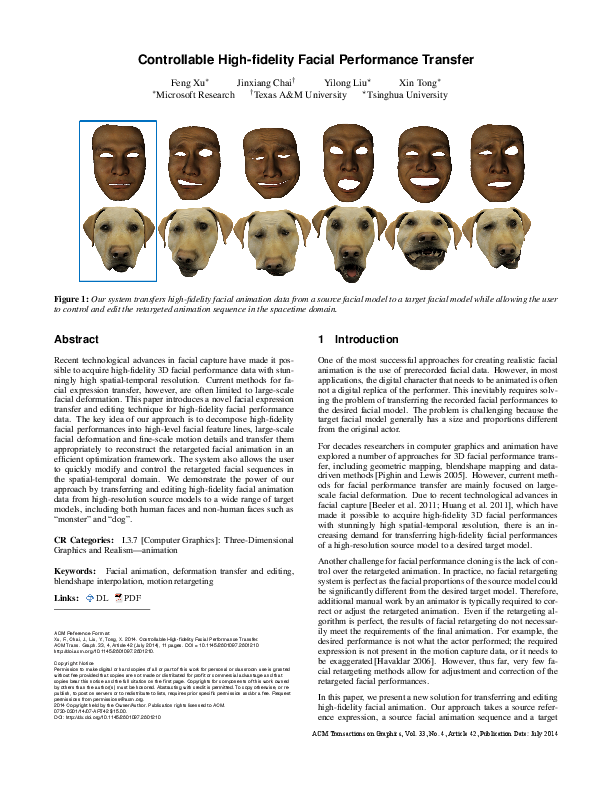 Controllable High-fidelity Facial Performance Transfer
Feng Xu* Jinxiang Chai† Yilong Liu* Xin Tong*
*Microsoft Research †Texas A&M University *Tsinghua University
Figure 1: Our system transfers high-fidelity facial animation data from a source facial model to a target facial model while allowing the user
to control and edit the retargeted animation sequence in the spacetime domain.
Abstract
Recent technological advances in facial capture have made it pos-
sible to acquire high-fidelity 3D facial performance data with stun-
ningly high spatial-temporal resolution. Current methods for fa-
cial expression transfer, however, are often limited to large-scale
facial deformation. This paper introduces a novel facial expression
transfer and editing technique for high-fidelity facial performance
data. The key idea of our approach is to decompose high-fidelity
facial performances into high-level facial feature lines, large-scale
facial deformation and fine-scale motion details and transfer them
appropriately to reconstruct the retargeted facial animation in an
efficient optimization framework. The system also allows the user
to quickly modify and control the retargeted facial sequences in
the spatial-temporal domain. We demonstrate the power of our
approach by transferring and editing high-fidelity facial animation
data from high-resolution source models to a wide range of target
models, including both human faces and non-human faces such as
“monster” and “dog”.
CR Categories: I.3.7 [Computer Graphics]: Three-Dimensional
Graphics and Realism—animation
Keywords: Facial animation, deformation transfer and editing,
blendshape interpolation, motion retargeting
Links: DL PDF
ACM Reference Format
Xu, F., Chai, J., Liu, Y., Tong, X. 2014. Controllable High-fidelity Facial Performance Transfer.
ACM Trans. Graph. 33, 4, Article 42 (July 2014), 11 pages. DOI = 10.1145/2601097.2601210
http://doi.acm.org/10.1145/2601097.2601210.
Copyright Notice
Permission to make digital or hard copies of all or part of this work for personal or classroom use is granted
without fee provided that copies are not made or distributed for profit or commercial advantage and that
copies bear this notice and the full citation on the first page. Copyrights for components of this work owned
by others than the author(s) must be honored. Abstracting with credit is permitted. To copy otherwise, or re-
publish, to post on servers or to redistribute to lists, requires prior specific permission and/or a fee. Request
permissions from permissions@acm.org.
2014 Copyright held by the Owner/Author. Publication rights licensed to ACM.
0730-0301/14/07-ART42 $15.00.
DOI: http://dx.doi.org/10.1145/2601097.2601210
1 Introduction
One of the most successful approaches for creating realistic facial
animation is the use of prerecorded facial data. However, in most
applications, the digital character that needs to be animated is often
not a digital replica of the performer. This inevitably requires solv-
ing the problem of transferring the recorded facial performances to
the desired facial model. The problem is challenging because the
target facial model generally has a size and proportions different
from the original actor.
For decades researchers in computer graphics and animation have
explored a number of approaches for 3D facial performance trans-
fer, including geometric mapping, blendshape mapping and data-
driven methods [Pighin and Lewis 2005]. However, current meth-
ods for facial performance transfer are mainly focused on large-
scale facial deformation. Due to recent technological advances in
facial capture [Beeler et al. 2011; Huang et al. 2011], which have
made it possible to acquire high-fidelity 3D facial performances
with stunningly high spatial-temporal resolution, there is an in-
creasing demand for transferring high-fidelity facial performances
of a high-resolution source model to a desired target model.
Another challenge for facial performance cloning is the lack of con-
trol over the retargeted animation. In practice, no facial retargeting
system is perfect as the facial proportions of the source model could
be significantly different from the desired model. Therefore,
additional manual work by an animator is typically required to cor-
rect or adjust the retargeted animation. Even if the retargeting al-
gorithm is perfect, the results of facial retargeting do not necessar-
ily meet the requirements of the final animation. For example, the
desired performance is not what the actor performed; the required
expression is not present in the motion capture data, or it needs to
be exaggerated [Havaldar 2006]. However, thus far, very few fa-
cial retargeting methods allow for adjustment and correction of the
retargeted facial performances.
In this paper, we present a new solution for transferring and editing
high-fidelity facial animation. Our approach takes a source refer-
ence expression, a source facial animation sequence and a target
ACM Transactions on Graphics, Vol. 33, No. 4, Article 42, Publication Date: July 2014